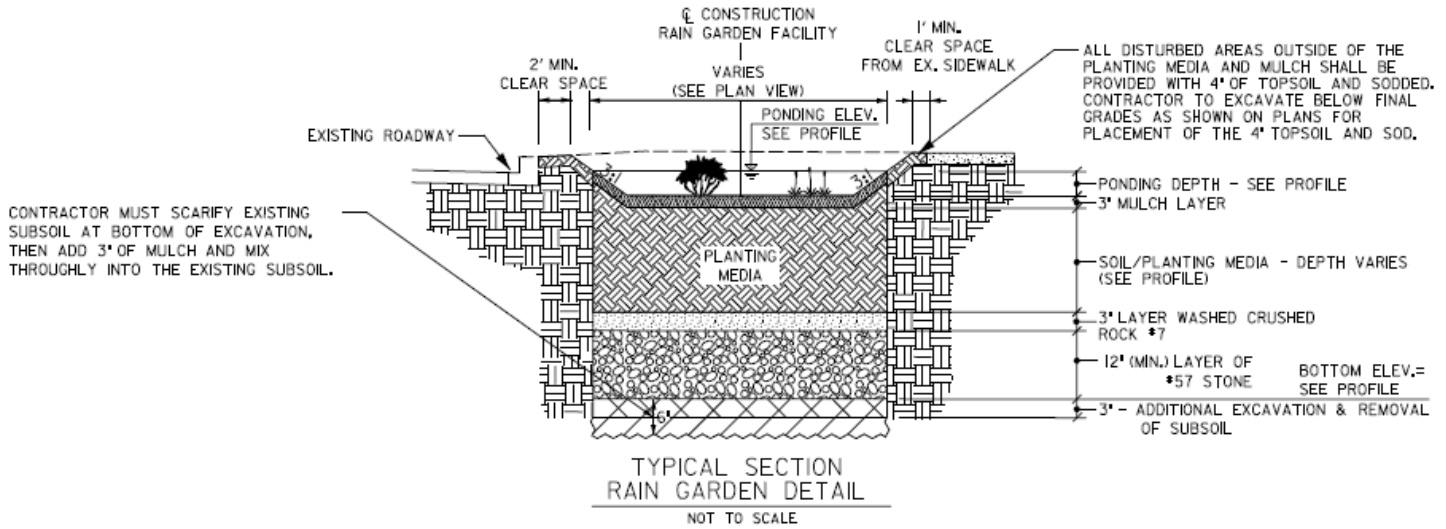 ℄ CONSTRUCTION
RAIN GARDEN FACILITY
1' MIN.
CLEAR SPACE
FROM EX. SIDEWALK
2' MIN.
CLEAR SPACE
VARIES
(SEE PLAN VIEW)
PONDING ELEV.
SEE PROFILE
EXISTING ROADWAY
ALL DISTURBED AREAS OUTSIDE OF THE
PLANTING MEDIA AND MULCH SHALL BE
PROVIDED WITH 4" OF TOPSOIL AND SODDED.
CONTRACTOR TO EXCAVATE BELOW FINAL
GRADES AS SHOWN ON PLANS FOR
PLACEMENT OF THE 4" TOPSOIL AND SOD.
3:1
3:1
PONDING DEPTH - SEE PROFILE
3" MULCH LAYER
CONTRACTOR MUST SCARIFY EXISTING
SUBSOIL AT BOTTOM OF EXCAVATION,
THEN ADD 3" OF MULCH AND MIX
THROUGHLY INTO THE EXISTING SUBSOIL.
PLANTING
MEDIA
SOIL/PLANTING MEDIA - DEPTH VARIES
(SEE PROFILE)
3" LAYER WASHED CRUSHED
ROCK #7
12" (MIN.) LAYER OF
#57 STONE
BOTTOM ELEV.=
SEE PROFILE
3" - ADDITIONAL EXCAVATION & REMOVAL
OF SUBSOIL
6"
TYPICAL SECTION
RAIN GARDEN DETAIL
NOT TO SCALE